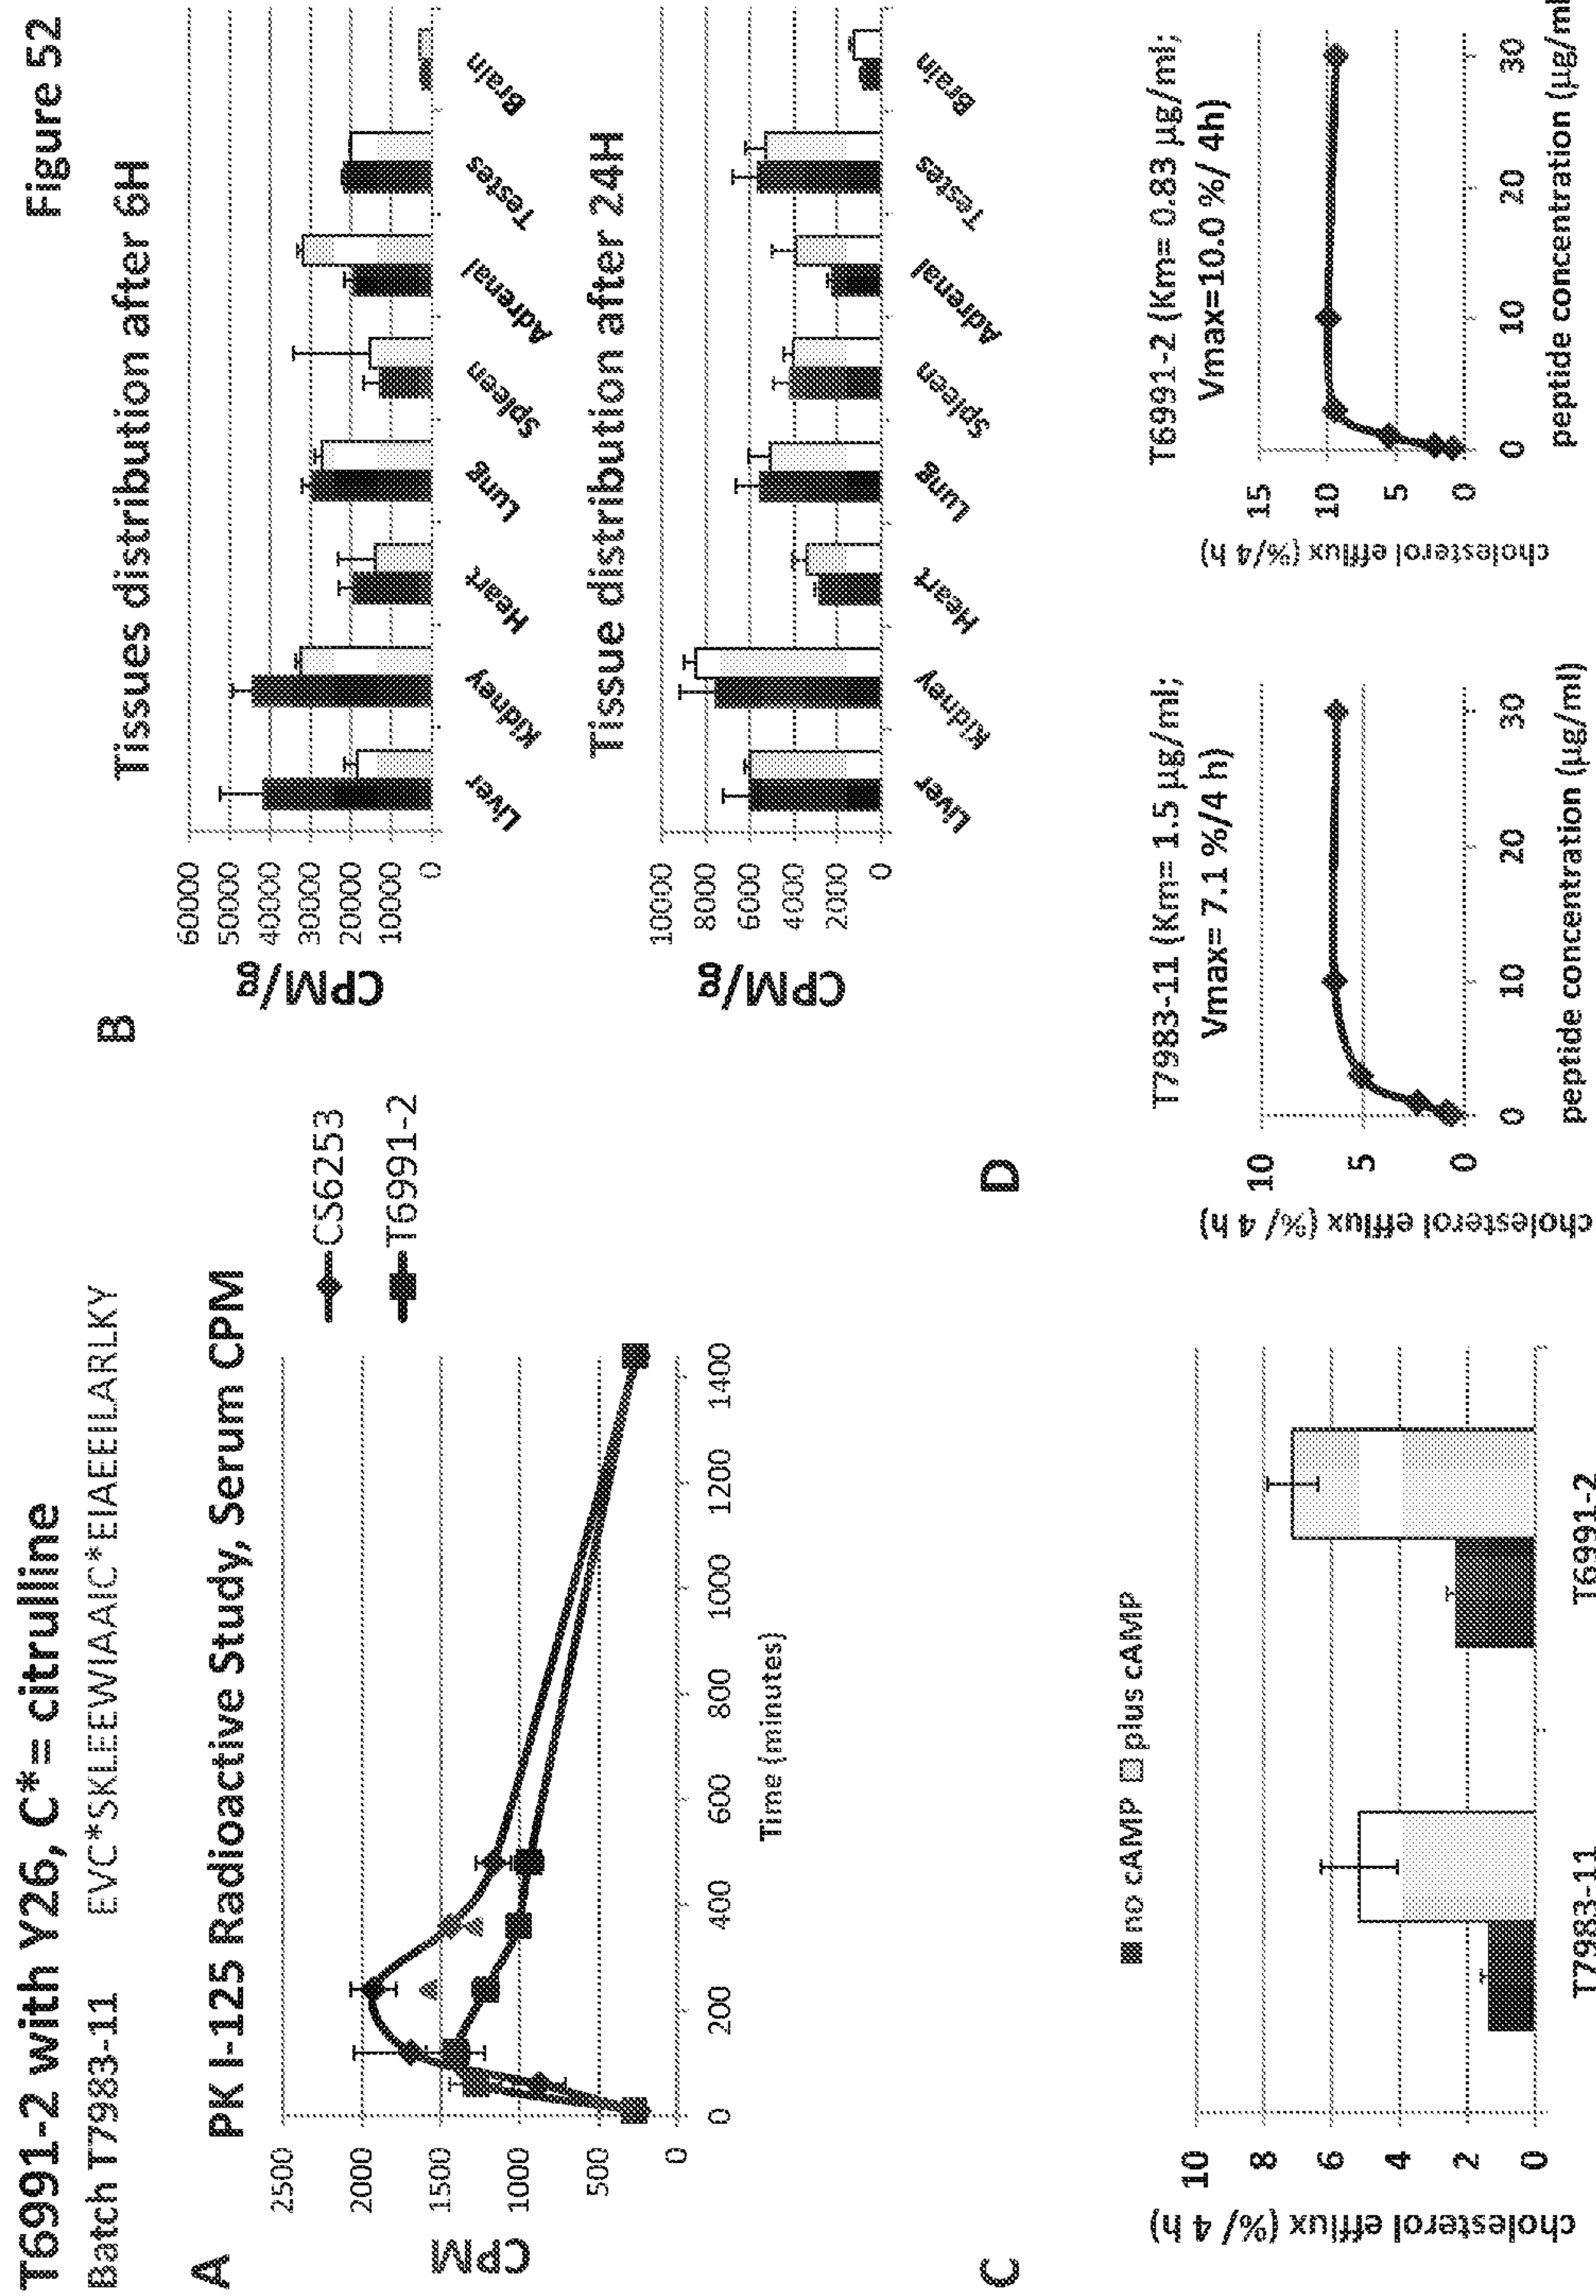 Figure 52
T6991-2 with Y26, C*= citrulline
Batch T7983-11 EVC*SKLEEWIAAIC*EIAEEILARLKY
A
PK I-125 Radioactive Study, Serum CPM
2500
2000
1500
1000
500
0
CPM
0 200 400 600 800 1000 1200 1400
Time (minutes)
CS6253
T6991-2
B
Tissues distribution after 6H
60000
50000
40000
30000
20000
10000
0
CPM/g
Liver Kidney Heart Lung Spleen Adrenal Testes Brain
Tissue distribution after 24H
10000
8000
6000
4000
2000
0
CPM/g
Liver Kidney Heart Lung Spleen Adrenal Testes Brain
C
no cAMP plus cAMP
10
8
6
4
2
0
cholesterol efflux (%/ 4 h)
T7983-11 T6991-2
D
T7983-11 (Km= 1.5 µg/ml;
Vmax= 7.1 %/4 h)
10
5
0
cholesterol efflux (%/ 4 h)
0 10 20 30
peptide concentration (µg/ml)
T6991-2 (Km= 0.83 µg/ml;
Vmax=10.0 %/ 4h)
15
10
5
0
cholesterol efflux (%/4 h)
0 10 20 30
peptide concentration (µg/ml